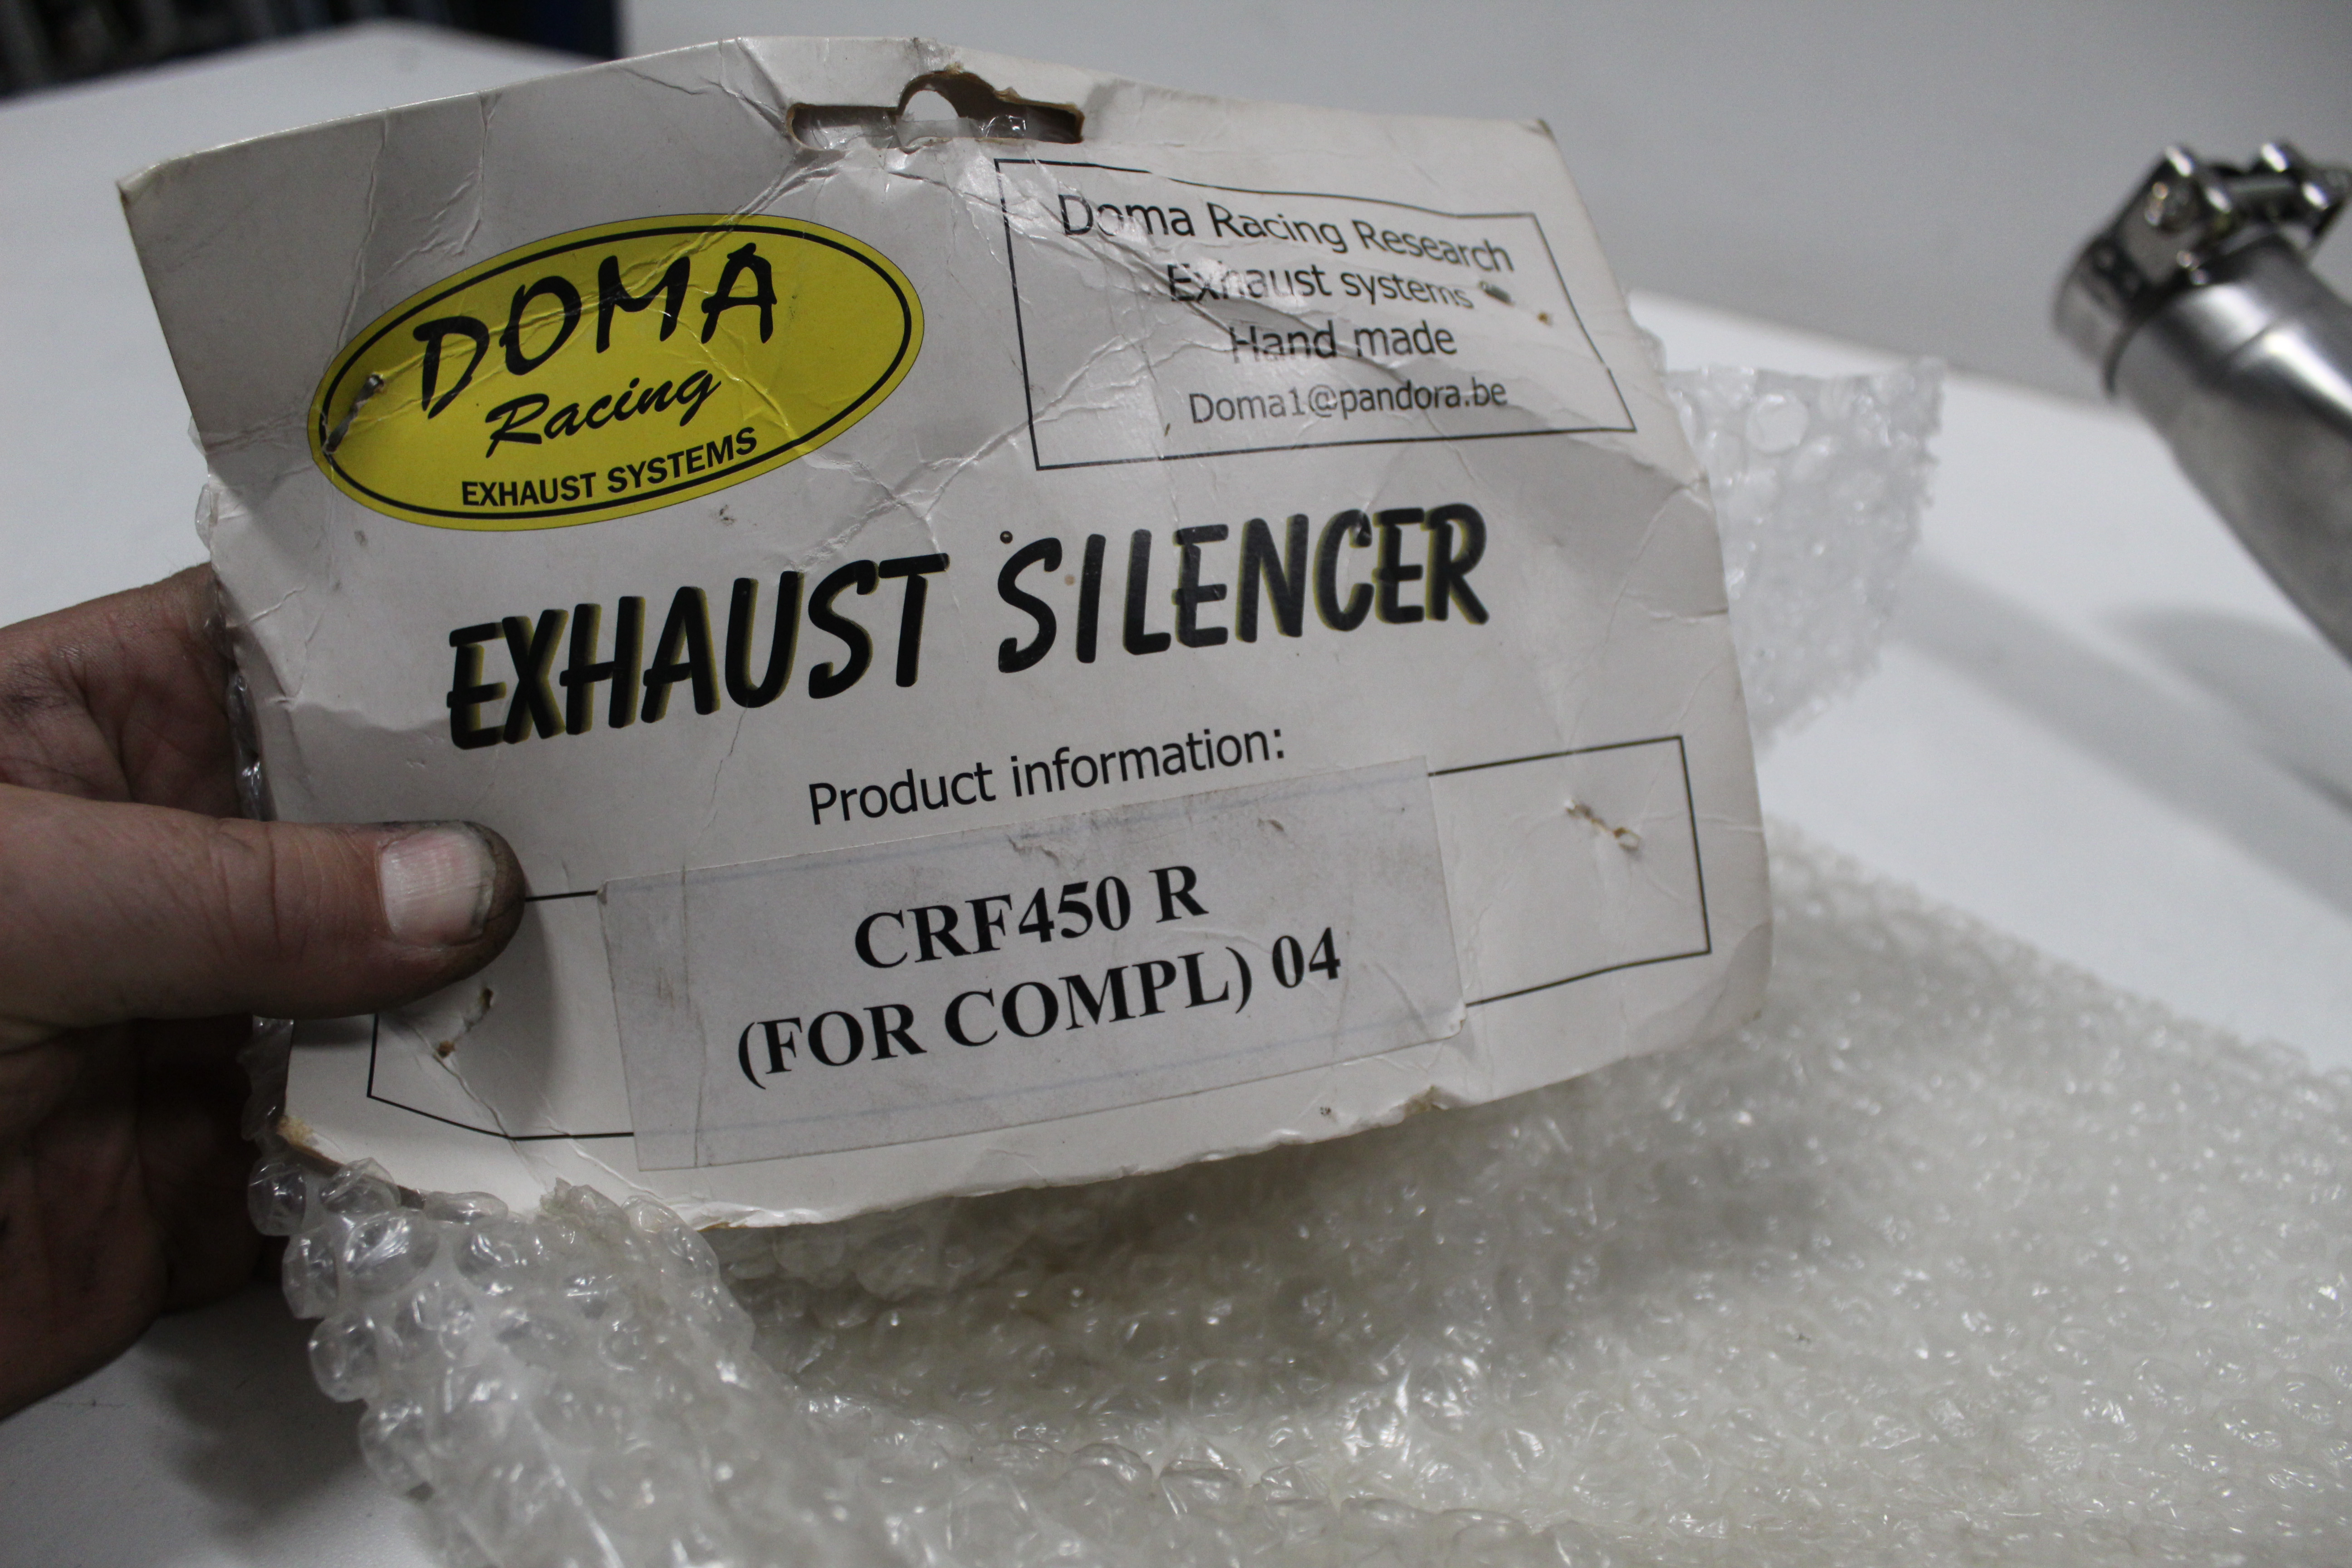 DOMA
Racing
EXHAUST SYSTEMS
Doma Racing Research
Exhaust systems
Hand made
Doma1@pandora.be
EXHAUST SILENCER
Product information:
CRF450 R
(FOR COMPL) 04